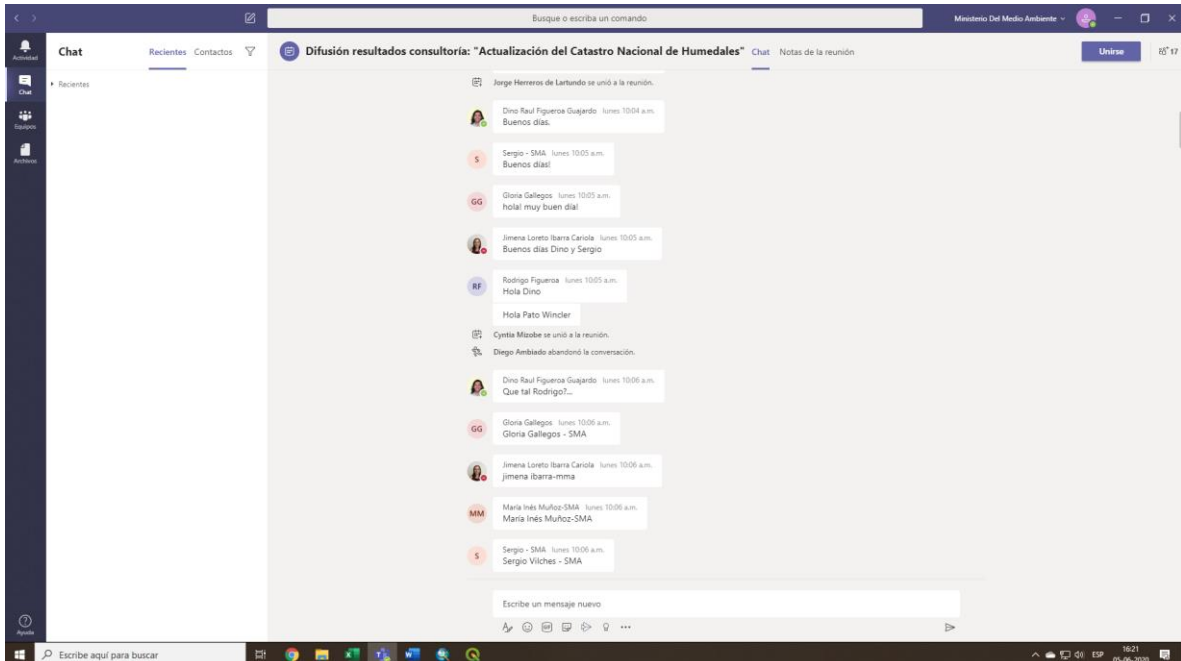 Busque o escriba un comando
Ministerio Del Medio Ambiente
Actividad
Chat
Equipos
Archivos
Ayuda
Chat
Recientes Contactos
Recientes
Difusión resultados consultoría: "Actualización del Catastro Nacional de Humedales" Chat Notas de la reunión
Unirse
17
Jorge Herreros de Lartundo se unió a la reunión.
Dino Raul Figueroa Guajardo lunes 10:04 a.m.
Buenos días.
S
Sergio - SMA lunes 10:05 a.m.
Buenos días!
GG
Gloria Gallegos lunes 10:05 a.m.
hola! muy buen día!
Jimena Loreto Ibarra Cariola lunes 10:05 a.m.
Buenos días Dino y Sergio
RF
Rodrigo Figueroa lunes 10:05 a.m.
Hola Dino
Hola Pato Wincler
Cyntia Mizobe se unió a la reunión.
Diego Ambiado abandonó la conversación.
Dino Raul Figueroa Guajardo lunes 10:06 a.m.
Que tal Rodrigo?...
GG
Gloria Gallegos lunes 10:06 a.m.
Gloria Gallegos - SMA
Jimena Loreto Ibarra Cariola lunes 10:06 a.m.
jimena ibarra-mma
MM
María Inés Muñoz-SMA lunes 10:06 a.m.
María Inés Muñoz-SMA
S
Sergio - SMA lunes 10:06 a.m.
Sergio Vilches - SMA
Escribe un mensaje nuevo
GIF
Escribe aquí para buscar
ESP
16:21
05-06-2020